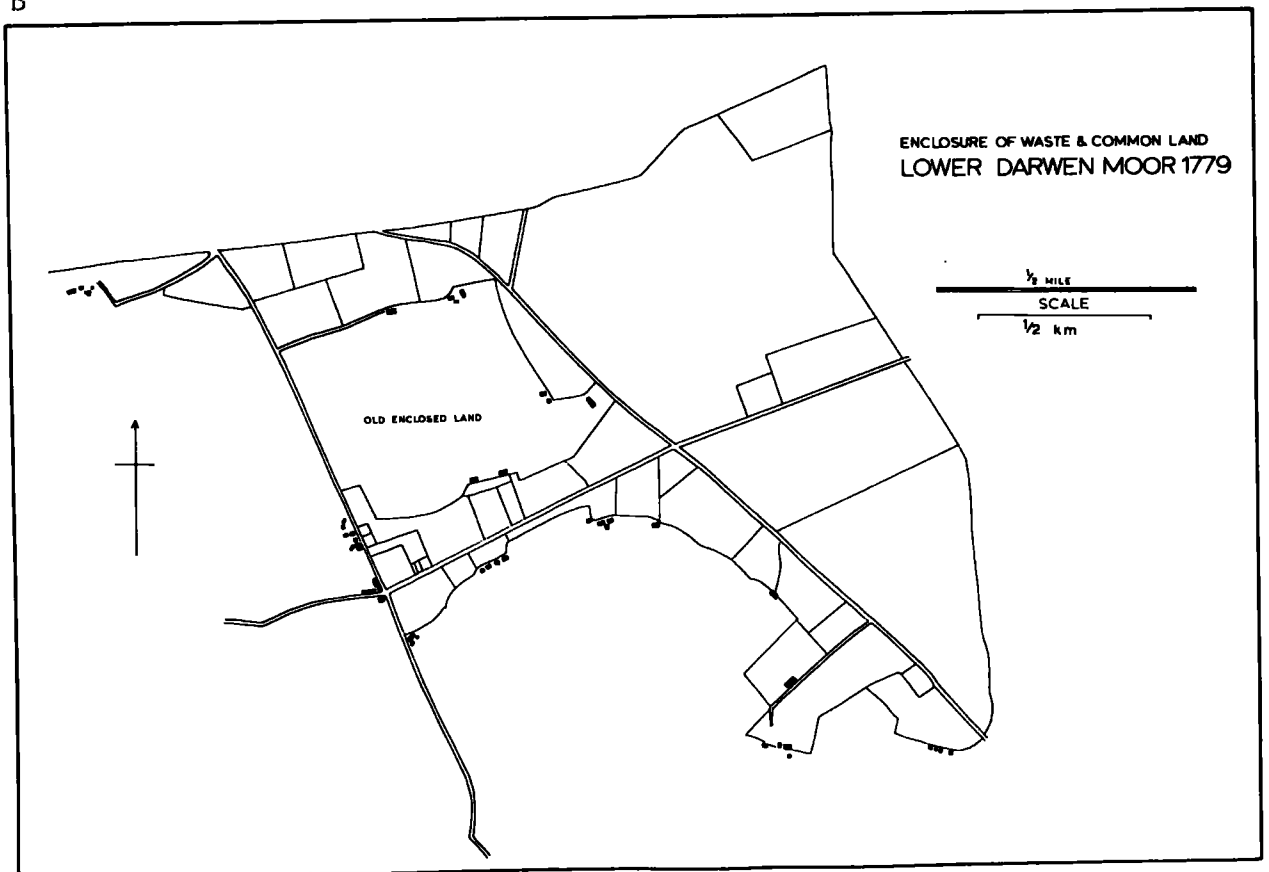 B
ENCLOSURE OF WASTE & COMMON LAND
LOWER DARWEN MOOR 1779
½ MILE
SCALE
1/2 km
OLD ENCLOSED LAND